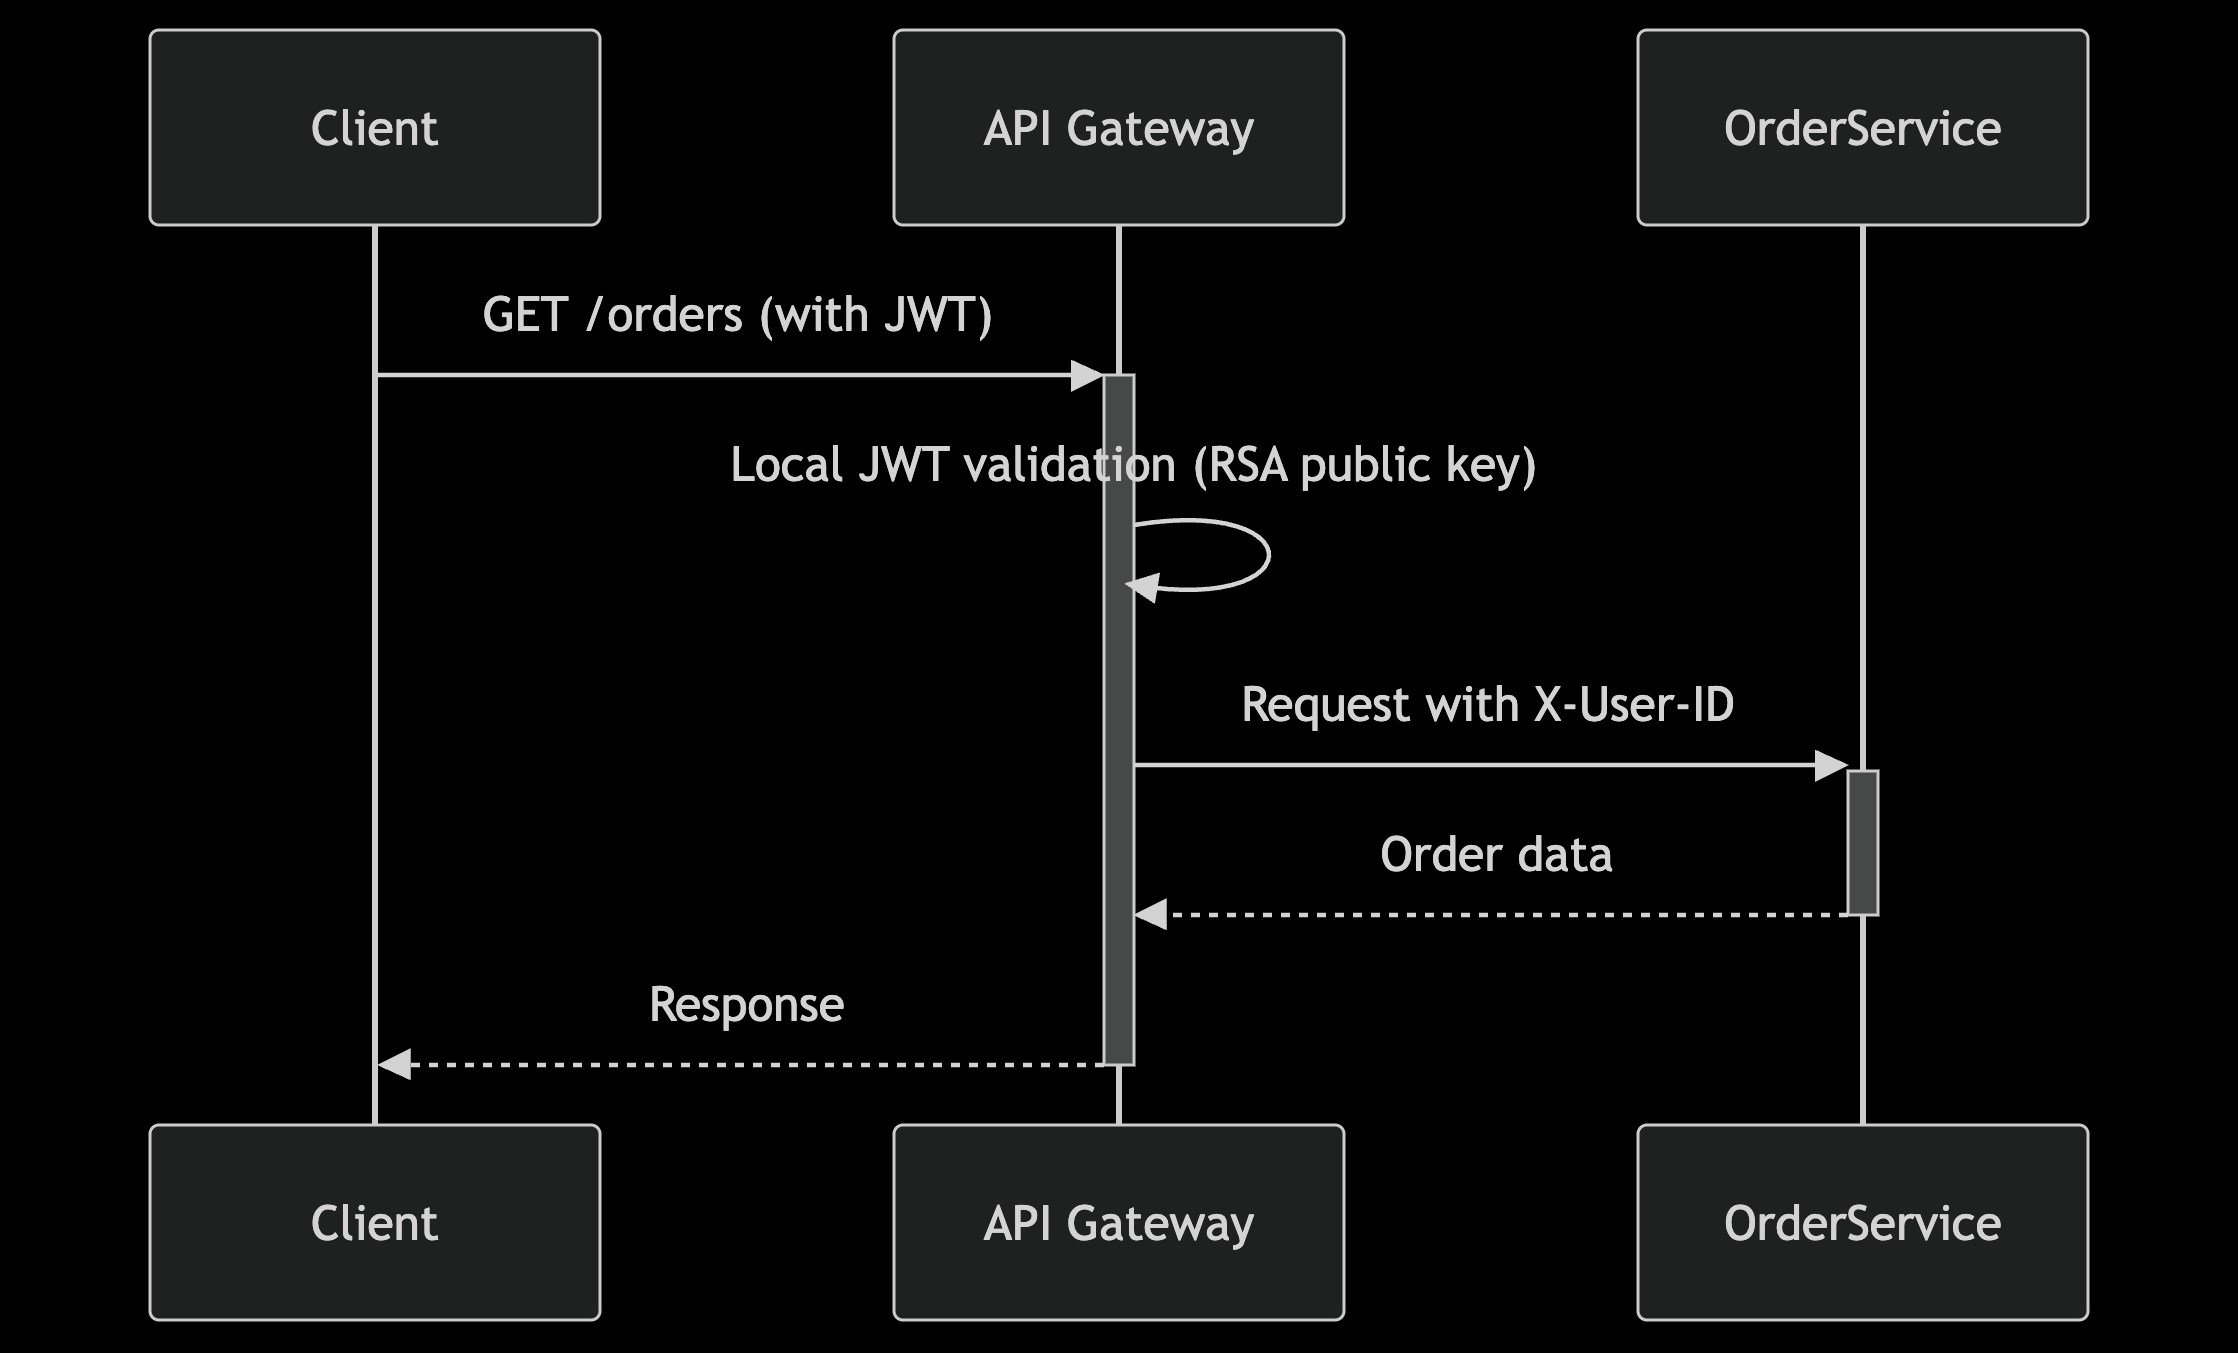 Client
API Gateway
OrderService
GET /orders (with JWT)
Local JWT validation (RSA public key)
Request with X-User-ID
Order data
Response
Client
API Gateway
OrderService